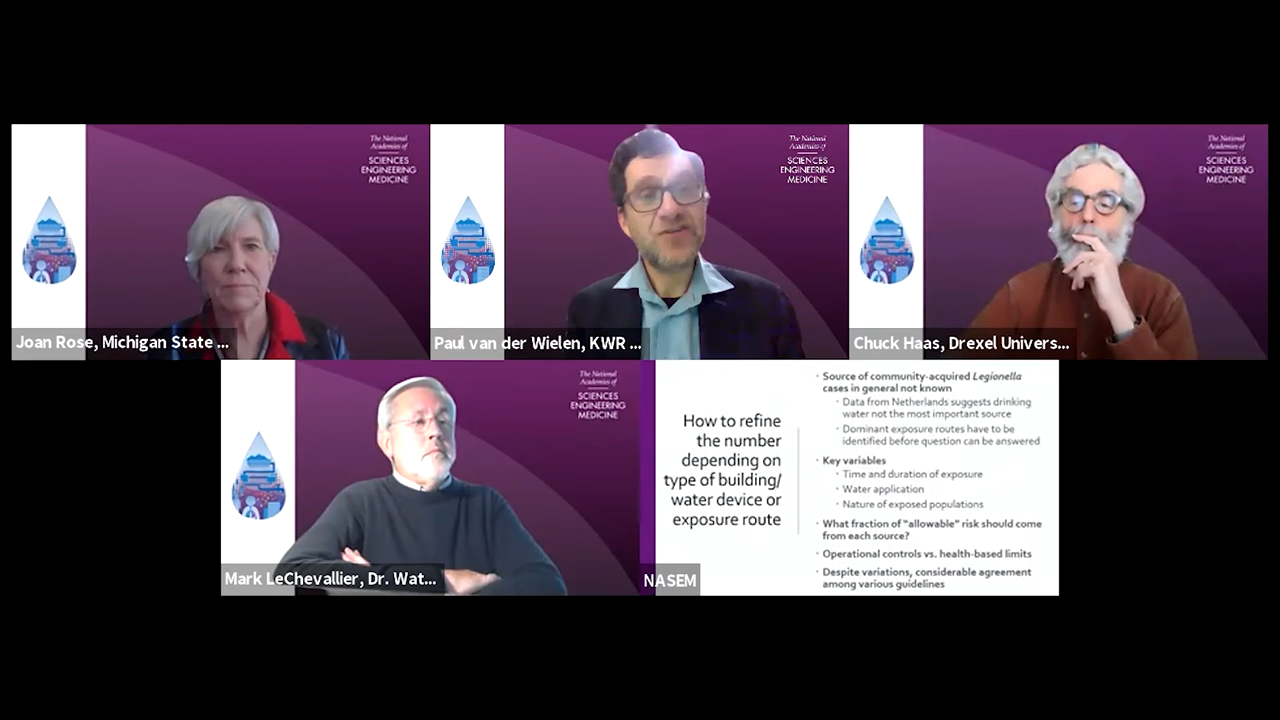 The National
Academies of
SCIENCES
ENGINEERING
MEDICINE
Joan Rose, Michigan State ...
The National
Academies of
SCIENCES
ENGINEERING
MEDICINE
Paul van der Wielen, KWR ...
The National
Academies of
SCIENCES
ENGINEERING
MEDICINE
Chuck Haas, Drexel Univers...
The National
Academies of
SCIENCES
ENGINEERING
MEDICINE
Mark LeChevallier, Dr. Wat...
How to refine
the number
depending on
type of building/
water device or
exposure route
• Source of community-acquired Legionella
cases in general not known
• Data from Netherlands suggests drinking
water not the most important source
• Dominant exposure routes have to be
identified before question can be answered
• Key variables
• Time and duration of exposure
• Water application
• Nature of exposed populations
• What fraction of "allowable" risk should come
from each source?
• Operational controls vs. health-based limits
• Despite variations, considerable agreement
among various guidelines
NASEM